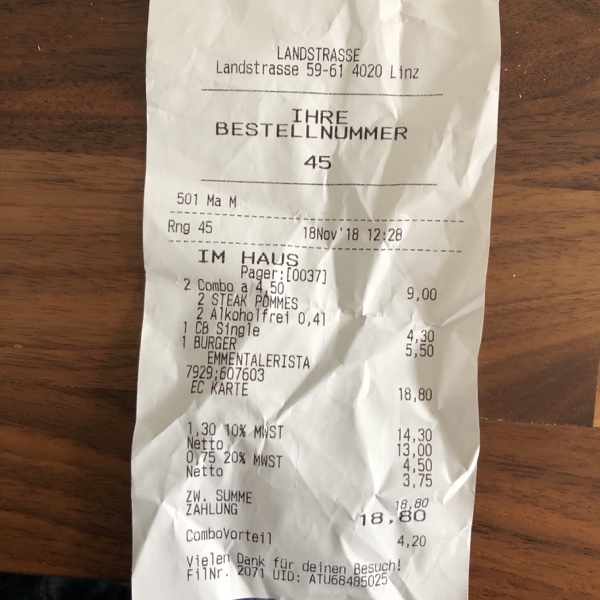 LANDSTRASSE
Landstrasse 59-61 4020 Linz
IHRE
BESTELLNUMMER
45
501 Ma M
Rng 45 18Nov'18 12:28
IM HAUS
Pager:[0037]
2 Combo a 4,50 9,00
2 STEAK POMMES
2 Alkoholfrei 0,4l
1 CB Single 4,30
1 BURGER 5,50
EMMENTALERISTA
7929;607603
EC KARTE 18,80
1,30 10% MWST 14,30
Netto 13,00
0,75 20% MWST 4,50
Netto 3,75
ZW. SUMME 18,80
ZAHLUNG 18,80
ComboVorteil 4,20
Vielen Dank für deinen Besuch!
FilNr. 2071 UID: ATU68485025